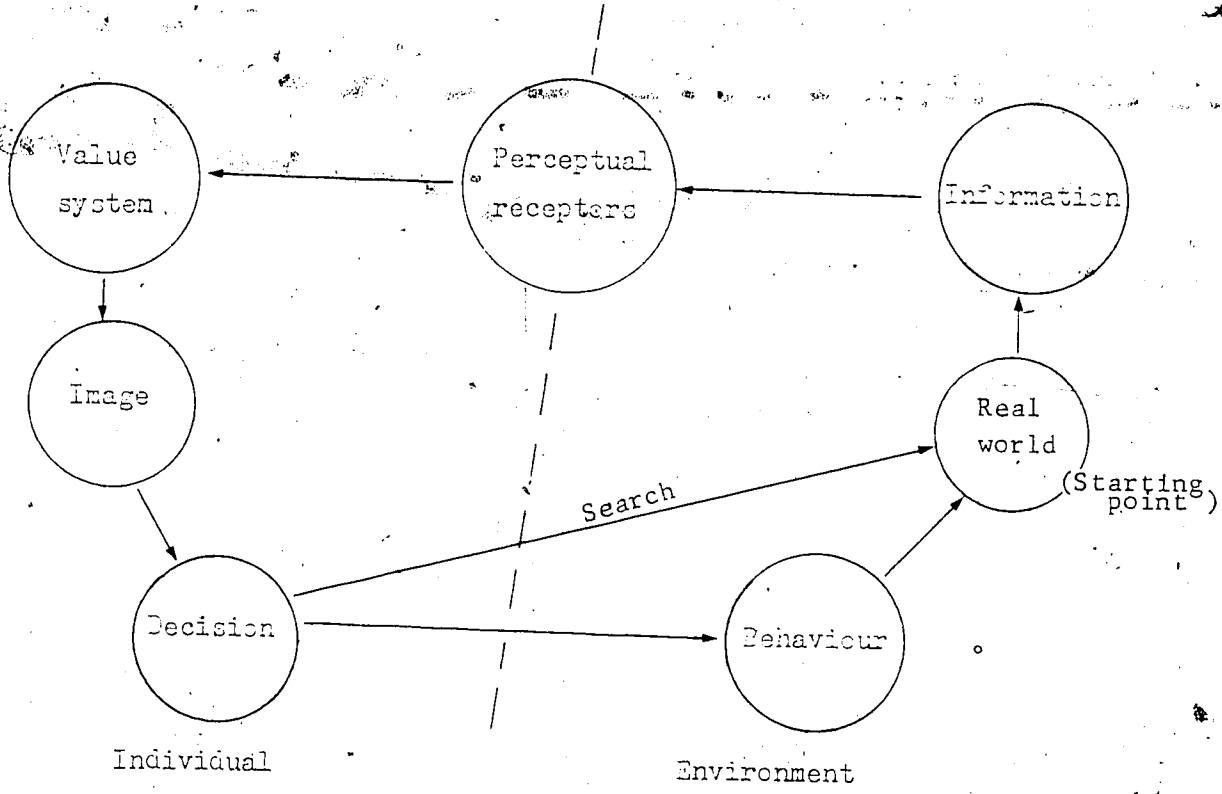 Value
system
Perceptual
receptors
Information
Image
Real
world
(Starting
point)
Search
Decision
Behaviour
Individual
Environment